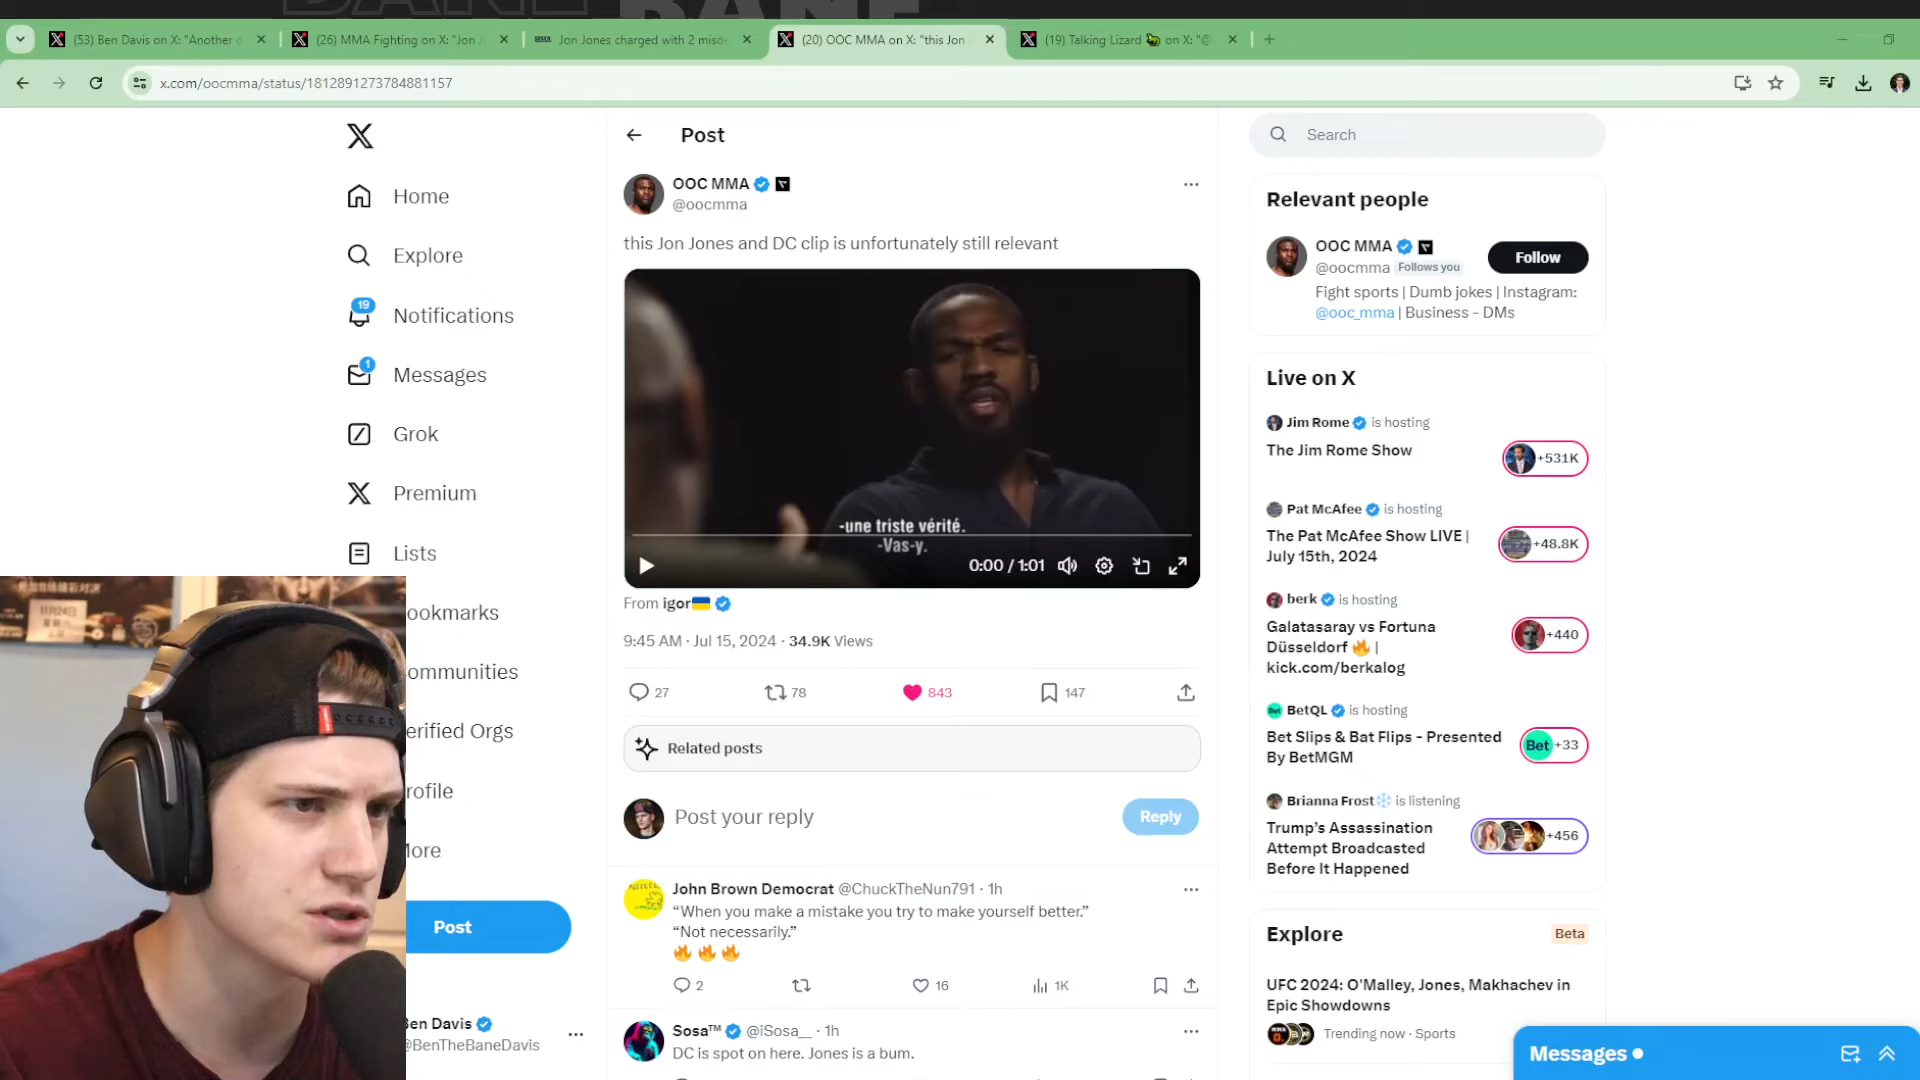 (53) Ben Davis on X: "Another d
(26) MMA Fighting on X: "Jon J
Jon Jones charged with 2 misde
(20) OOC MMA on X: "this Jon
(19) Talking Lizard 🦎 on X: "@
x.com/oocmma/status/1812891273784881157
Home
Explore
19
Notifications
1
Messages
Grok
Premium
Lists
ookmarks
ommunities
erified Orgs
rofile
More
Post
Ben Davis
@BenTheBaneDavis
Post
OOC MMA
@oocmma
this Jon Jones and DC clip is unfortunately still relevant
-une triste vérité.
-Vas-y.
0:00 / 1:01
From igor🇺🇦
9:45 AM · Jul 15, 2024 · 34.9K Views
27
78
843
147
Related posts
Post your reply
Reply
John Brown Democrat @ChuckTheNun791 · 1h
“When you make a mistake you try to make yourself better.”
“Not necessarily.”
🔥 🔥 🔥
2
16
1K
Sosa™ @iSosa__ · 1h
DC is spot on here. Jones is a bum.
Search
Relevant people
OOC MMA
@oocmma Follows you
Follow
Fight sports | Dumb jokes | Instagram:
@ooc_mma | Business - DMs
Live on X
Jim Rome is hosting
The Jim Rome Show
+531K
Pat McAfee is hosting
The Pat McAfee Show LIVE |
July 15th, 2024
+48.8K
berk is hosting
Galatasaray vs Fortuna
Düsseldorf 🔥 |
kick.com/berkalog
+440
BetQL is hosting
Bet Slips & Bat Flips - Presented
By BetMGM
Bet +33
Brianna Frost❄️ is listening
Trump’s Assassination
Attempt Broadcasted
Before It Happened
+456
Explore
Beta
UFC 2024: O'Malley, Jones, Makhachev in
Epic Showdowns
Trending now · Sports
Messages